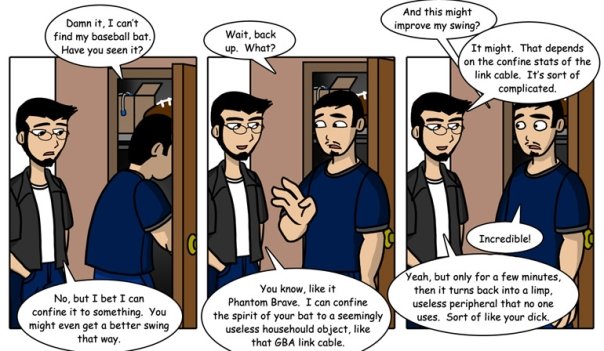 Damn it, I can't
find my baseball bat.
Have you seen it?
No, but I bet I can
confine it to something. You
might even get a better swing
that way.
Wait, back
up. What?
You know, like it
Phantom Brave. I can confine
the spirit of your bat to a seemingly
useless househould object, like
that GBA link cable.
And this might
improve my swing?
It might. That depends
on the confine stats of the
link cable. It's sort of
complicated.
Incredible!
Yeah, but only for a few minutes,
then it turns back into a limp,
useless peripheral that no one
uses. Sort of like your dick.